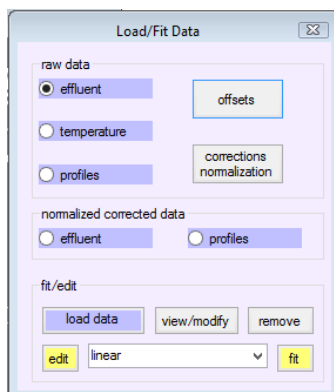 Load/Fit Data
raw data
effluent
offsets
temperature
corrections
normalization
profiles
normalized corrected data
effluent profiles
fit/edit
load data view/modify remove
edit linear fit